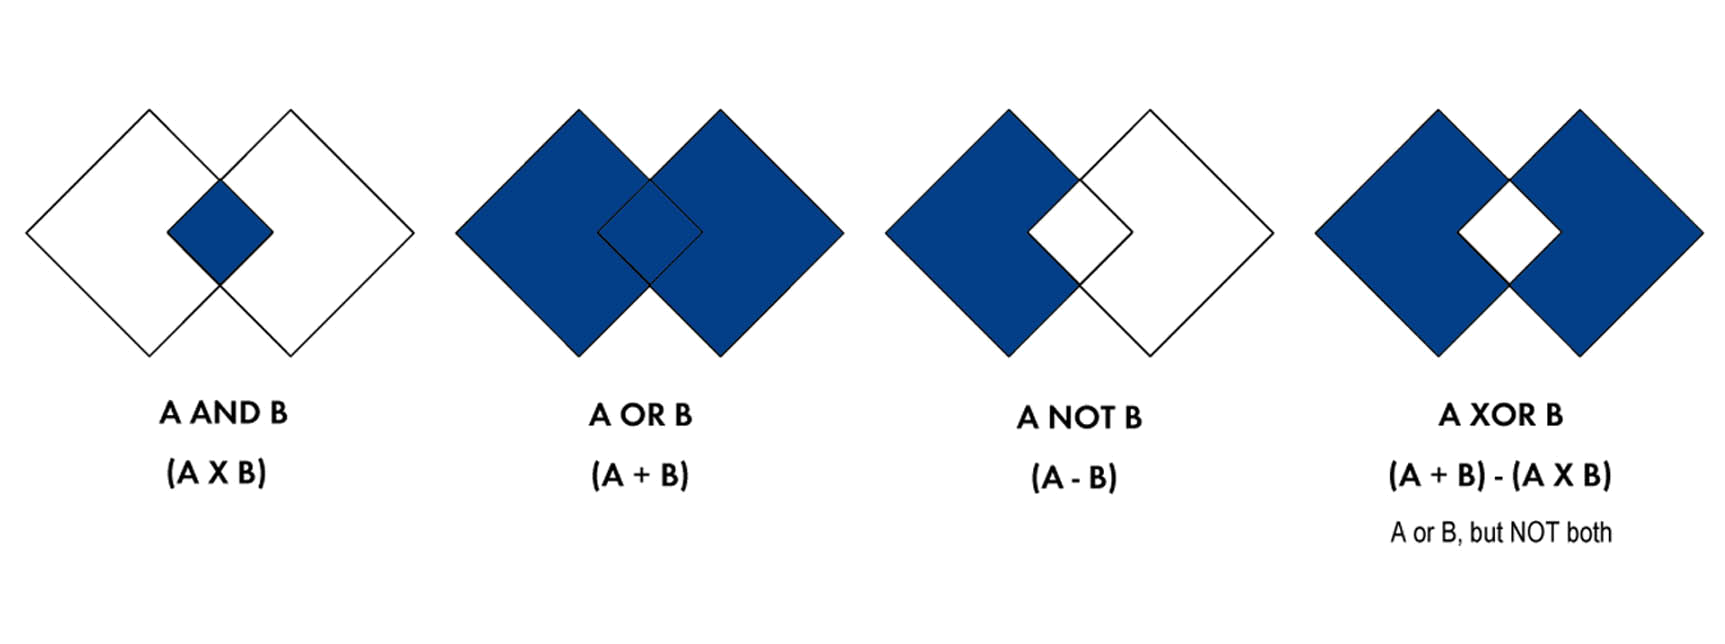 A AND B
(A X B)
A OR B
(A + B)
A NOT B
(A - B)
A XOR B
(A + B) - (A X B)
A or B, but NOT both